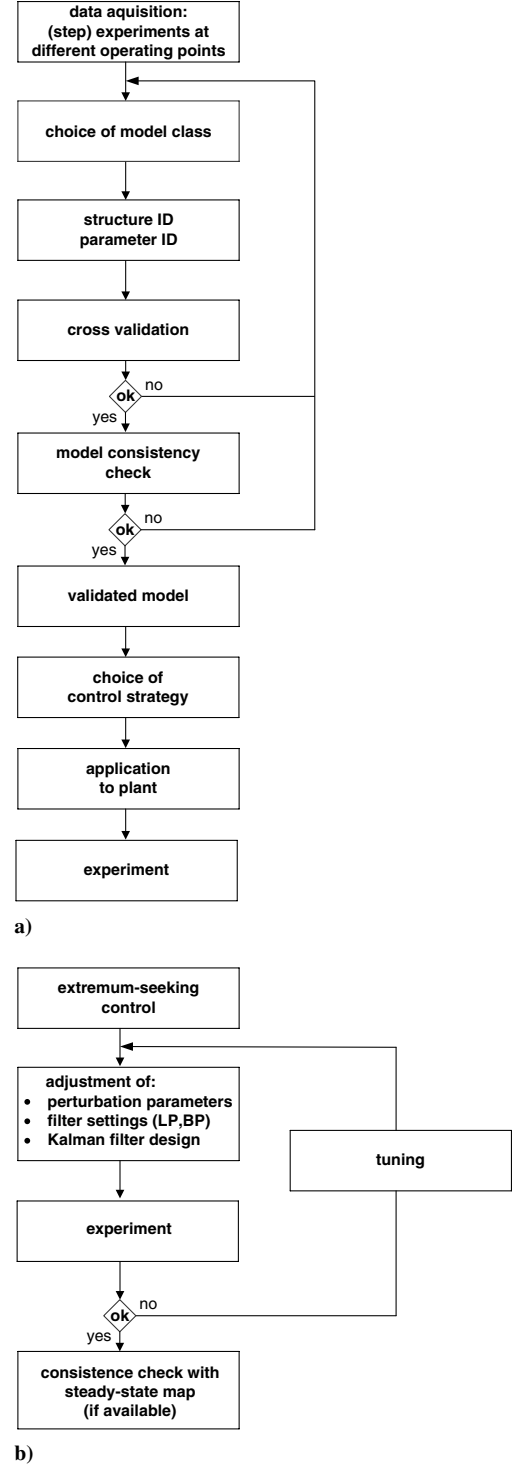 data aquisition:
(step) experiments at
different operating points
choice of model class
structure ID
parameter ID
cross validation
ok
no
yes
model consistency
check
ok
no
yes
validated model
choice of
control strategy
application
to plant
experiment
a)
extremum-seeking
control
adjustment of:
• perturbation parameters
• filter settings (LP,BP)
• Kalman filter design
tuning
experiment
ok
no
yes
consistence check with
steady-state map
(if available)
b)